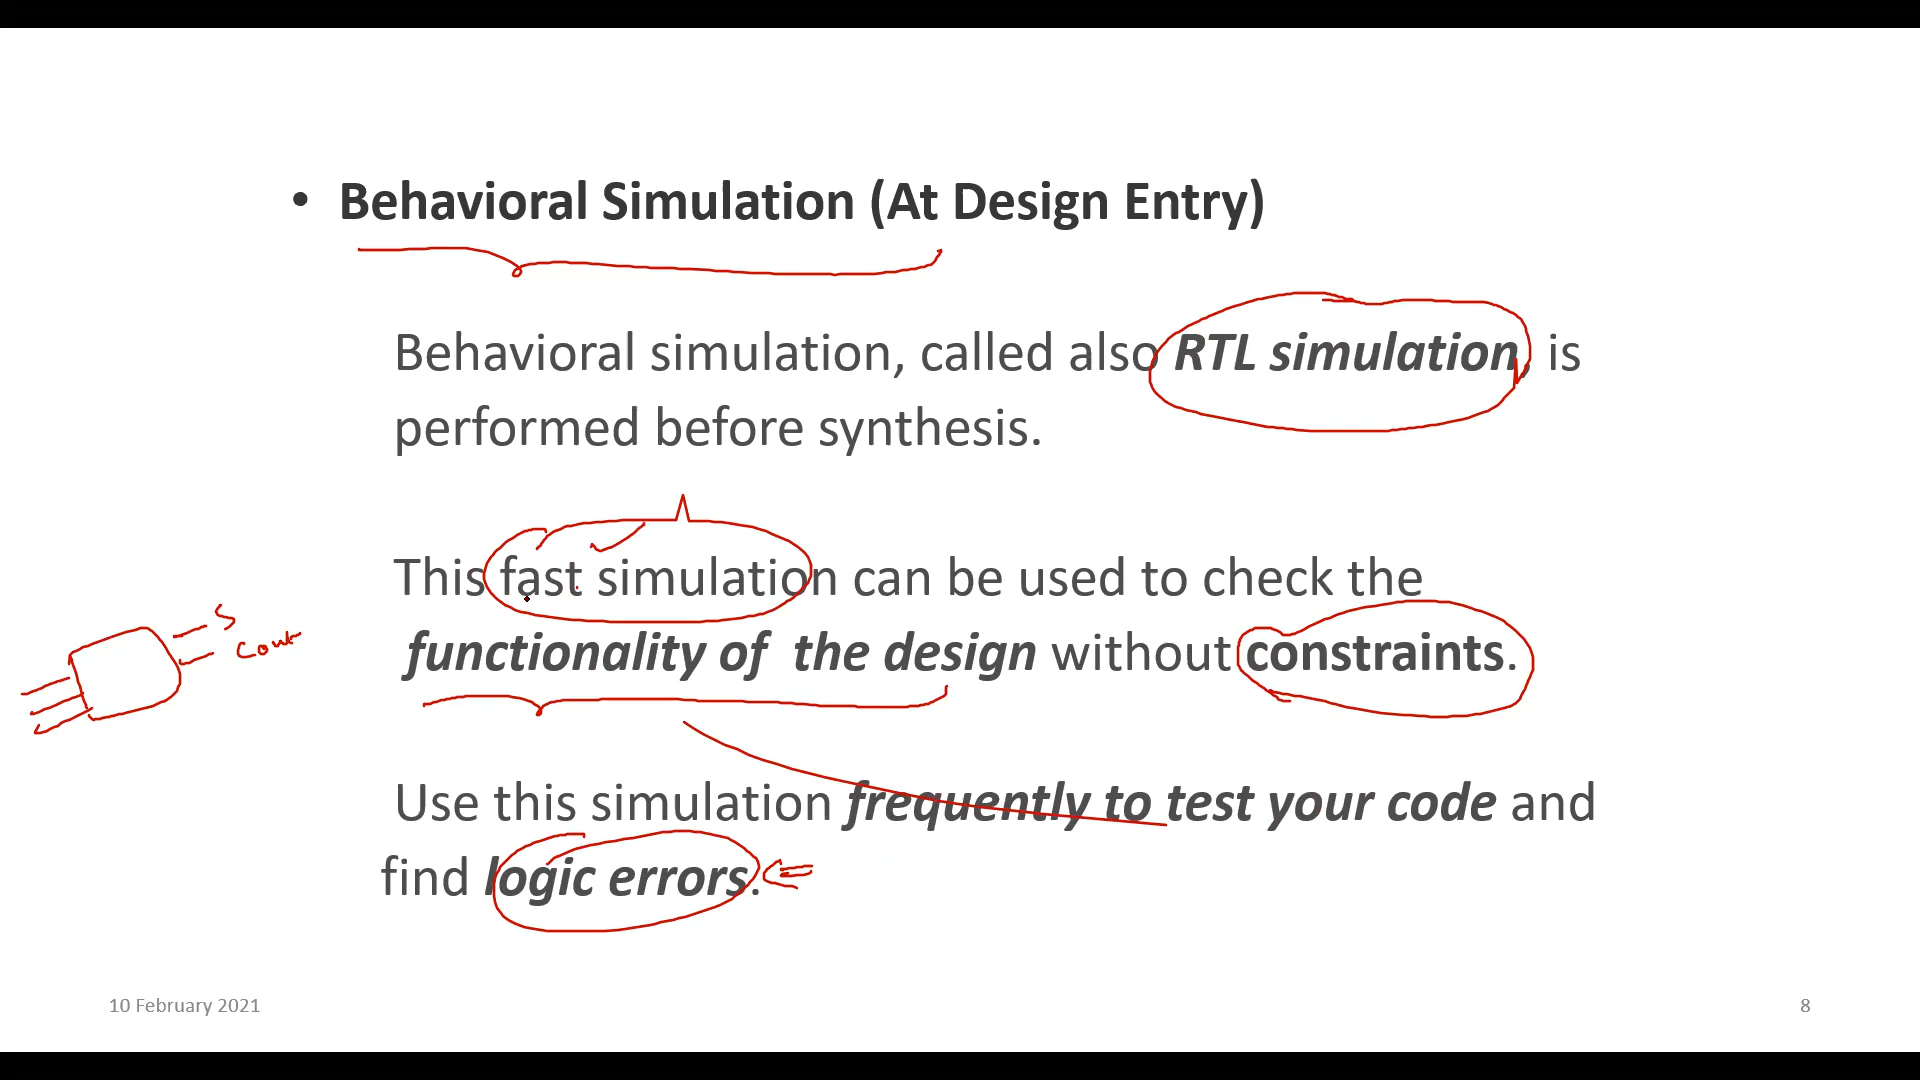 • Behavioral Simulation (At Design Entry)
Behavioral simulation, called also RTL simulation, is
performed before synthesis.
This fast simulation can be used to check the
functionality of the design without constraints.
S
Cout
Use this simulation frequently to test your code and
find logic errors.
10 February 2021
8